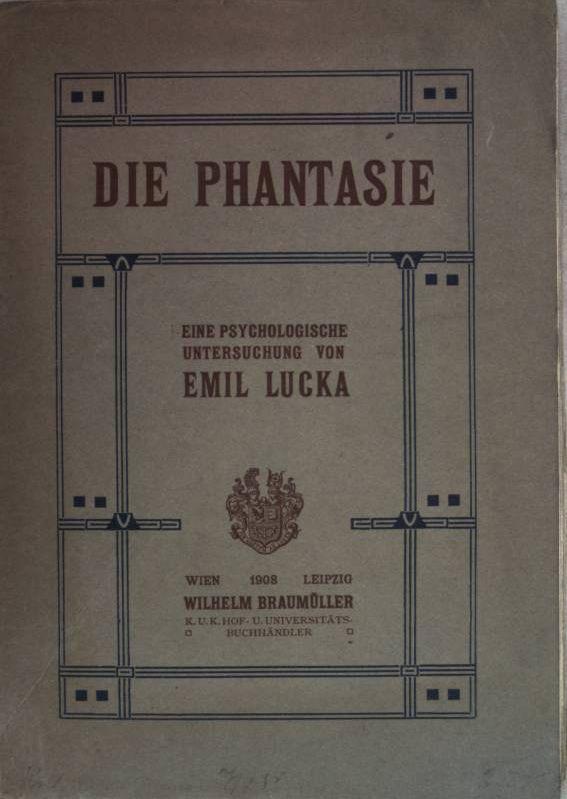 DIE PHANTASIE
EINE PSYCHOLOGISCHE
UNTERSUCHUNG VON
EMIL LUCKA
WIEN 1908 LEIPZIG
WILHELM BRAUMÜLLER
K. U. K. HOF- U. UNIVERSITÄTS-
BUCHHÄNDLER